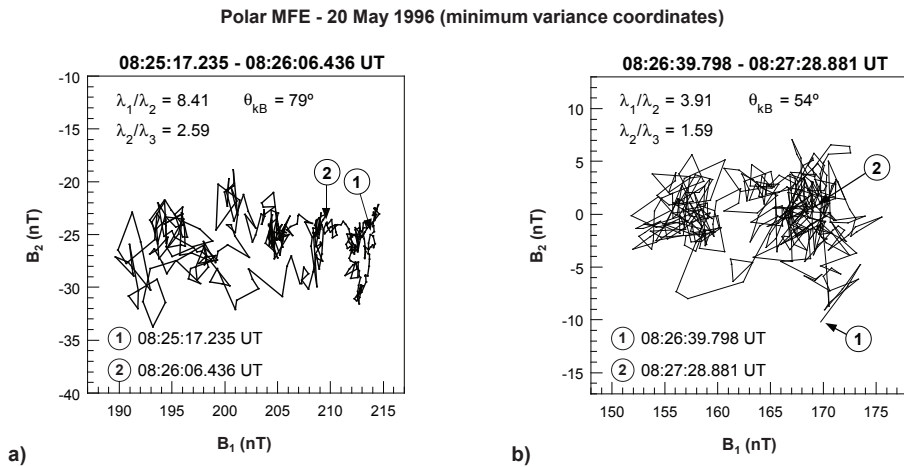 Polar MFE - 20 May 1996 (minimum variance coordinates)
08:25:17.235 - 08:26:06.436 UT
λ1/λ2 = 8.41 θkB = 79º
λ2/λ3 = 2.59
-10
-15
-20
-25
-30
-35
-40
B2 (nT)
2
1
1 08:25:17.235 UT
2 08:26:06.436 UT
190 195 200 205 210 215
B1 (nT)
a)
08:26:39.798 - 08:27:28.881 UT
λ1/λ2 = 3.91 θkB = 54º
λ2/λ3 = 1.59
10
5
0
-5
-10
-15
B2 (nT)
2
1
1 08:26:39.798 UT
2 08:27:28.881 UT
150 155 160 165 170 175
B1 (nT)
b)